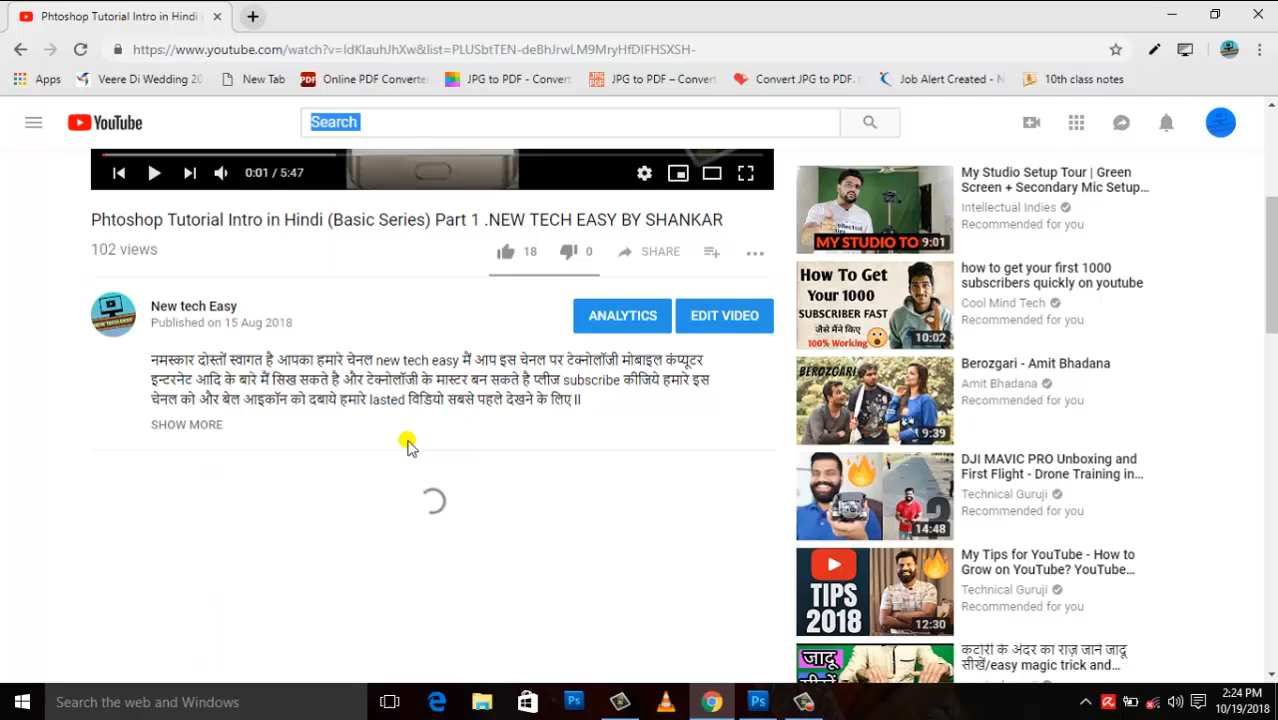 Phtoshop Tutorial Intro in Hindi
https://www.youtube.com/watch?v=IdKIauhJhXw&list=PLUSbtTEN-deBhJrwLM9MryHfDIFHSXSH-
Apps Veere Di Wedding 20 New Tab PDF Online PDF Converte JPG to PDF - Convert JPG to PDF – Convert Convert JPG to PDF. Job Alert Created - N 10th class notes
YouTube Search
0:01 / 5:47
Phtoshop Tutorial Intro in Hindi (Basic Series) Part 1 .NEW TECH EASY BY SHANKAR
102 views
18 0 SHARE
New tech Easy
Published on 15 Aug 2018
ANALYTICS EDIT VIDEO
नमस्कार दोस्तों स्वागत है आपका हमारे चेनल new tech easy मैं आप इस चेनल पर टेक्नोलॉजी मोबाइल कंप्यूटर
इन्टरनेट आदि के बारे मैं सिख सकते है और टेक्नोलॉजी के मास्टर बन सकते है प्लीज subscribe कीजिये हमारे इस
चेनल को और बेल आइकॉन को दबाये हमारे lasted विडियो सबसे पहले देखने के लिए II
SHOW MORE
MY STUDIO TO 9:01
My Studio Setup Tour | Green
Screen + Secondary Mic Setup...
Intellectual Indies
Recommended for you
How To Get
Your 1000
SUBSCRIBER FAST
जैसे मैंने किए
100% Working
10:02
how to get your first 1000
subscribers quickly on youtube
Cool Mind Tech
Recommended for you
BEROZGARI
9:39
Berozgari - Amit Bhadana
Amit Bhadana
Recommended for you
2
14:48
DJI MAVIC PRO Unboxing and
First Flight - Drone Training in...
Technical Guruji
Recommended for you
TIPS
2018
12:30
My Tips for YouTube - How to
Grow on YouTube? YouTube...
Technical Guruji
Recommended for you
जादू
कटोरी के अंदर का राज़ जाने जादू
सीखें/easy magic trick and...
Search the web and Windows
Ps
Ps
2:24 PM
10/19/2018